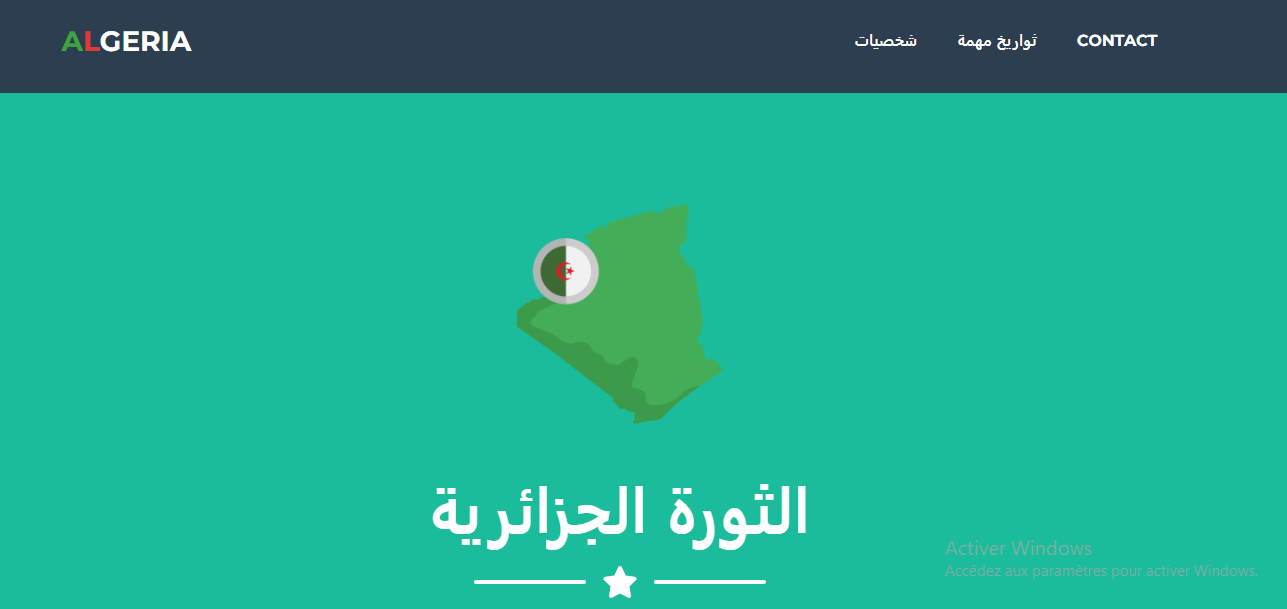 ALGERIA
شخصيات
تواريخ مهمة
CONTACT
الثورة الجزائرية
Activer Windows
Accédez aux paramètres pour activer Windows.